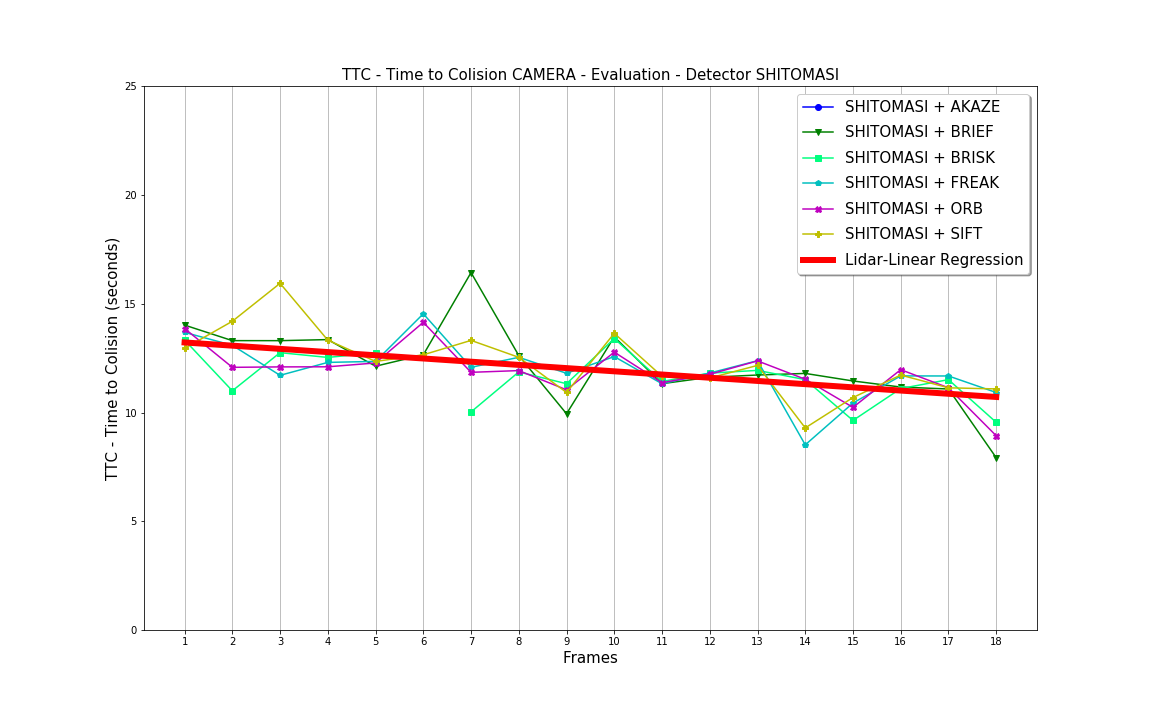 TTC - Time to Colision CAMERA - Evaluation - Detector SHITOMASI
25
20
15
10
5
0
TTC - Time to Colision (seconds)
SHITOMASI + AKAZE
SHITOMASI + BRIEF
SHITOMASI + BRISK
SHITOMASI + FREAK
SHITOMASI + ORB
SHITOMASI + SIFT
Lidar-Linear Regression
1 2 3 4 5 6 7 8 9 10 11 12 13 14 15 16 17 18
Frames